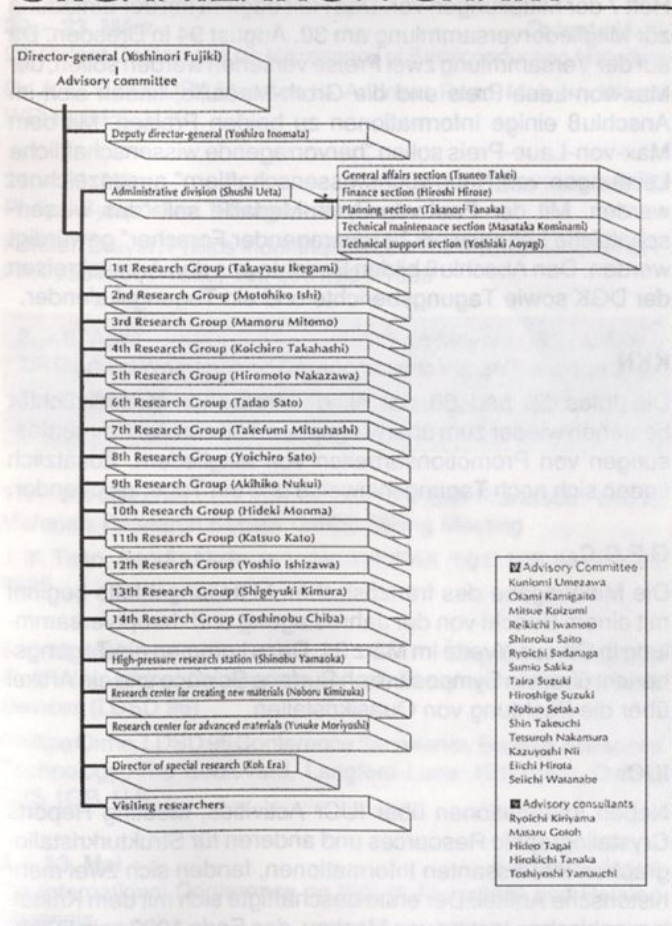 Director-general (Yoshinori Fujiki)
Advisory committee
Deputy director-general (Yoshiro Inomata)
Administrative division (Shushi Ueta)
General affairs section (Tsuneo Takei)
Finance section (Hiroshi Hirose)
Planning section (Takanori Tanaka)
Technical mainteenace section (Masataka Kominami)
Technical support section (Yoshiaki Aoyagi)
1st Research Group (Takayasu Ikegami)
2nd Research Group (Motohiko Ishi)
3rd Research Group (Mamoru Mitomo)
4th Research Group (Koichiro Takahashi)
5th Research Group (Hiromoto Nakazawa)
6th Research Group (Tadao Sato)
7th Research Group (Takefumi Mitsuhashi)
8th Research Group (Yoichiro Sato)
9th Research Group (Akihiko Nukui)
10th Research Group (Hideki Monma)
11th Research Group (Katsuo Kato)
12th Research Group (Yoshio Ishizawa)
13th Research Group (Shigeyuki Kimura)
14th Research Group (Toshinobu Chiba)
High-pressure research station (Shinobu Yamaoka)
Research center for creating new materials (Noboru Kimizuka)
Research center for advanced materials (Yusuke Moriyoshi)
Director of special research (Koh Era)
Visiting researchers
Advisory Committee
Kuniomi Umezawa
Osamu Kamigaito
Mitsue Koizumi
Keiichi Koyama
Shinroku Saito
Ryoichi Sadanaga
Sumio Sakka
Taira Suzuki
Hiroshige Suzuki
Nobuo Setaka
Shin Takeuchi
Tetsuroh Nakamura
Kazuyoshi Nii
Eiichi Hirota
Seiichi Watanabe
Advisory consultants
Ryoichi Kiriyama
Masaru Gotoh
Hideo Tagai
Hirokichi Tanaka
Toshiyoshi Yamauchi